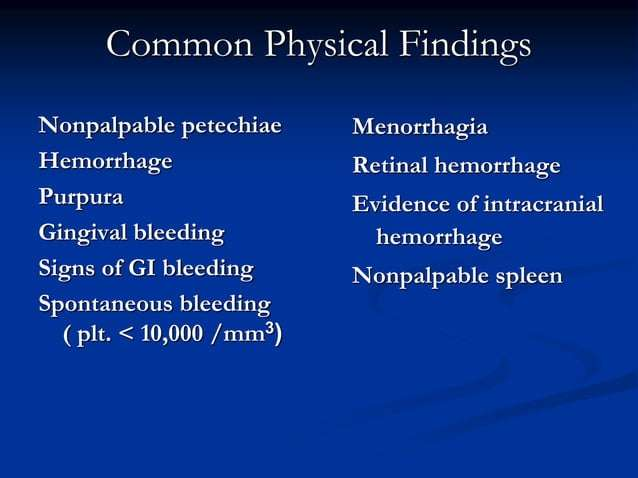 Common Physical Findings
Nonpalpable petechiae
Hemorrhage
Purpura
Gingival bleeding
Signs of GI bleeding
Spontaneous bleeding
( plt. < 10,000 /mm³)
Menorrhagia
Retinal hemorrhage
Evidence of intracranial
hemorrhage
Nonpalpable spleen